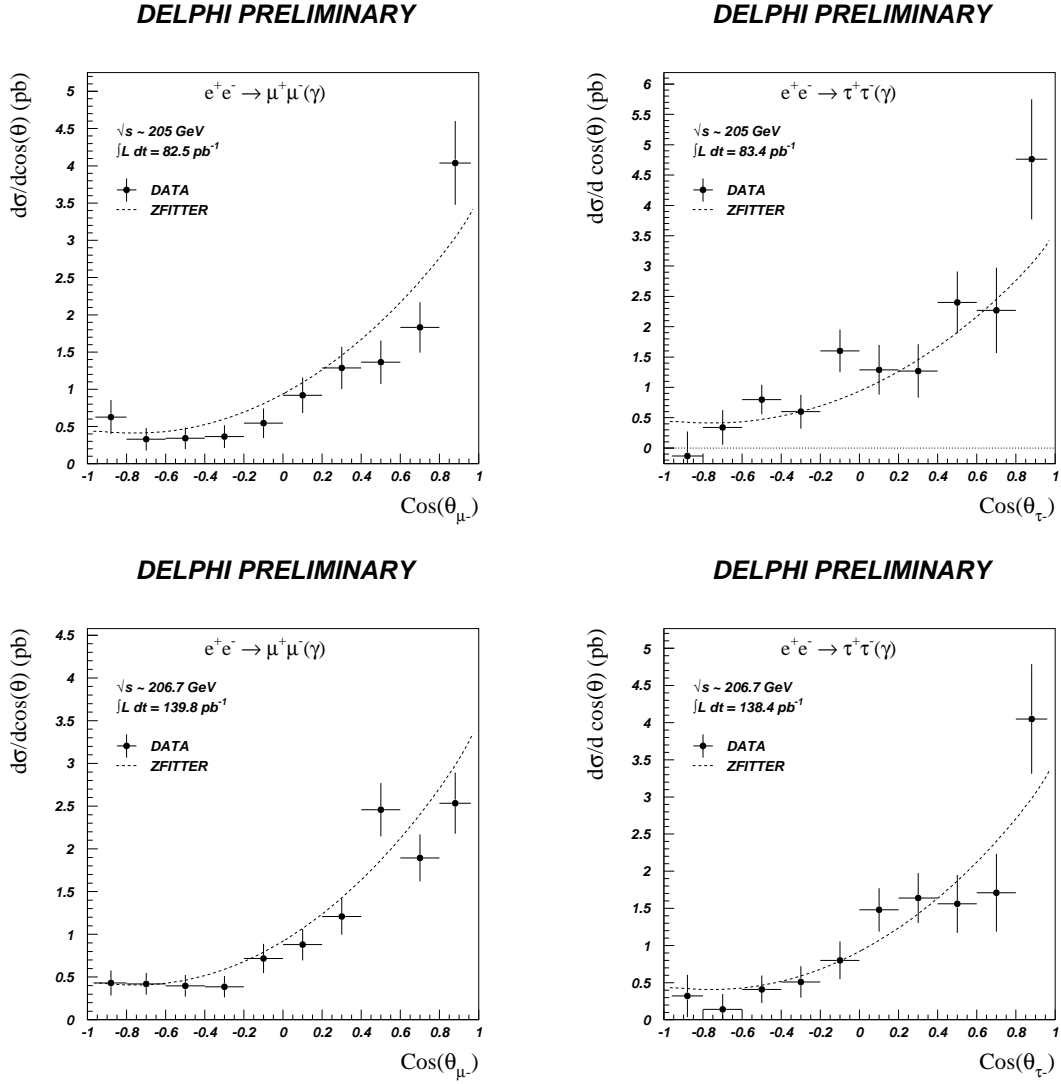 DELPHI PRELIMINARY
dσ/dcos(θ) (pb)
e⁺e⁻ → μ⁺μ⁻(γ)
√s ~ 205 GeV
∫L dt = 82.5 pb⁻¹
DATA
ZFITTER
5
4.5
4
3.5
3
2.5
2
1.5
1
0.5
0
-1 -0.8 -0.6 -0.4 -0.2 0 0.2 0.4 0.6 0.8 1
Cos(θμ-)
DELPHI PRELIMINARY
dσ/d cos(θ) (pb)
e⁺e⁻ → τ⁺τ⁻(γ)
√s ~ 205 GeV
∫L dt = 83.4 pb⁻¹
DATA
ZFITTER
6
5.5
5
4.5
4
3.5
3
2.5
2
1.5
1
0.5
0
-1 -0.8 -0.6 -0.4 -0.2 0 0.2 0.4 0.6 0.8 1
Cos(θτ-)
DELPHI PRELIMINARY
dσ/dcos(θ) (pb)
e⁺e⁻ → μ⁺μ⁻(γ)
√s ~ 206.7 GeV
∫L dt = 139.8 pb⁻¹
DATA
ZFITTER
4.5
4
3.5
3
2.5
2
1.5
1
0.5
0
-1 -0.8 -0.6 -0.4 -0.2 0 0.2 0.4 0.6 0.8 1
Cos(θμ-)
DELPHI PRELIMINARY
dσ/d cos(θ) (pb)
e⁺e⁻ → τ⁺τ⁻(γ)
√s ~ 206.7 GeV
∫L dt = 138.4 pb⁻¹
DATA
ZFITTER
5
4.5
4
3.5
3
2.5
2
1.5
1
0.5
0
-1 -0.8 -0.6 -0.4 -0.2 0 0.2 0.4 0.6 0.8 1
Cos(θτ-)